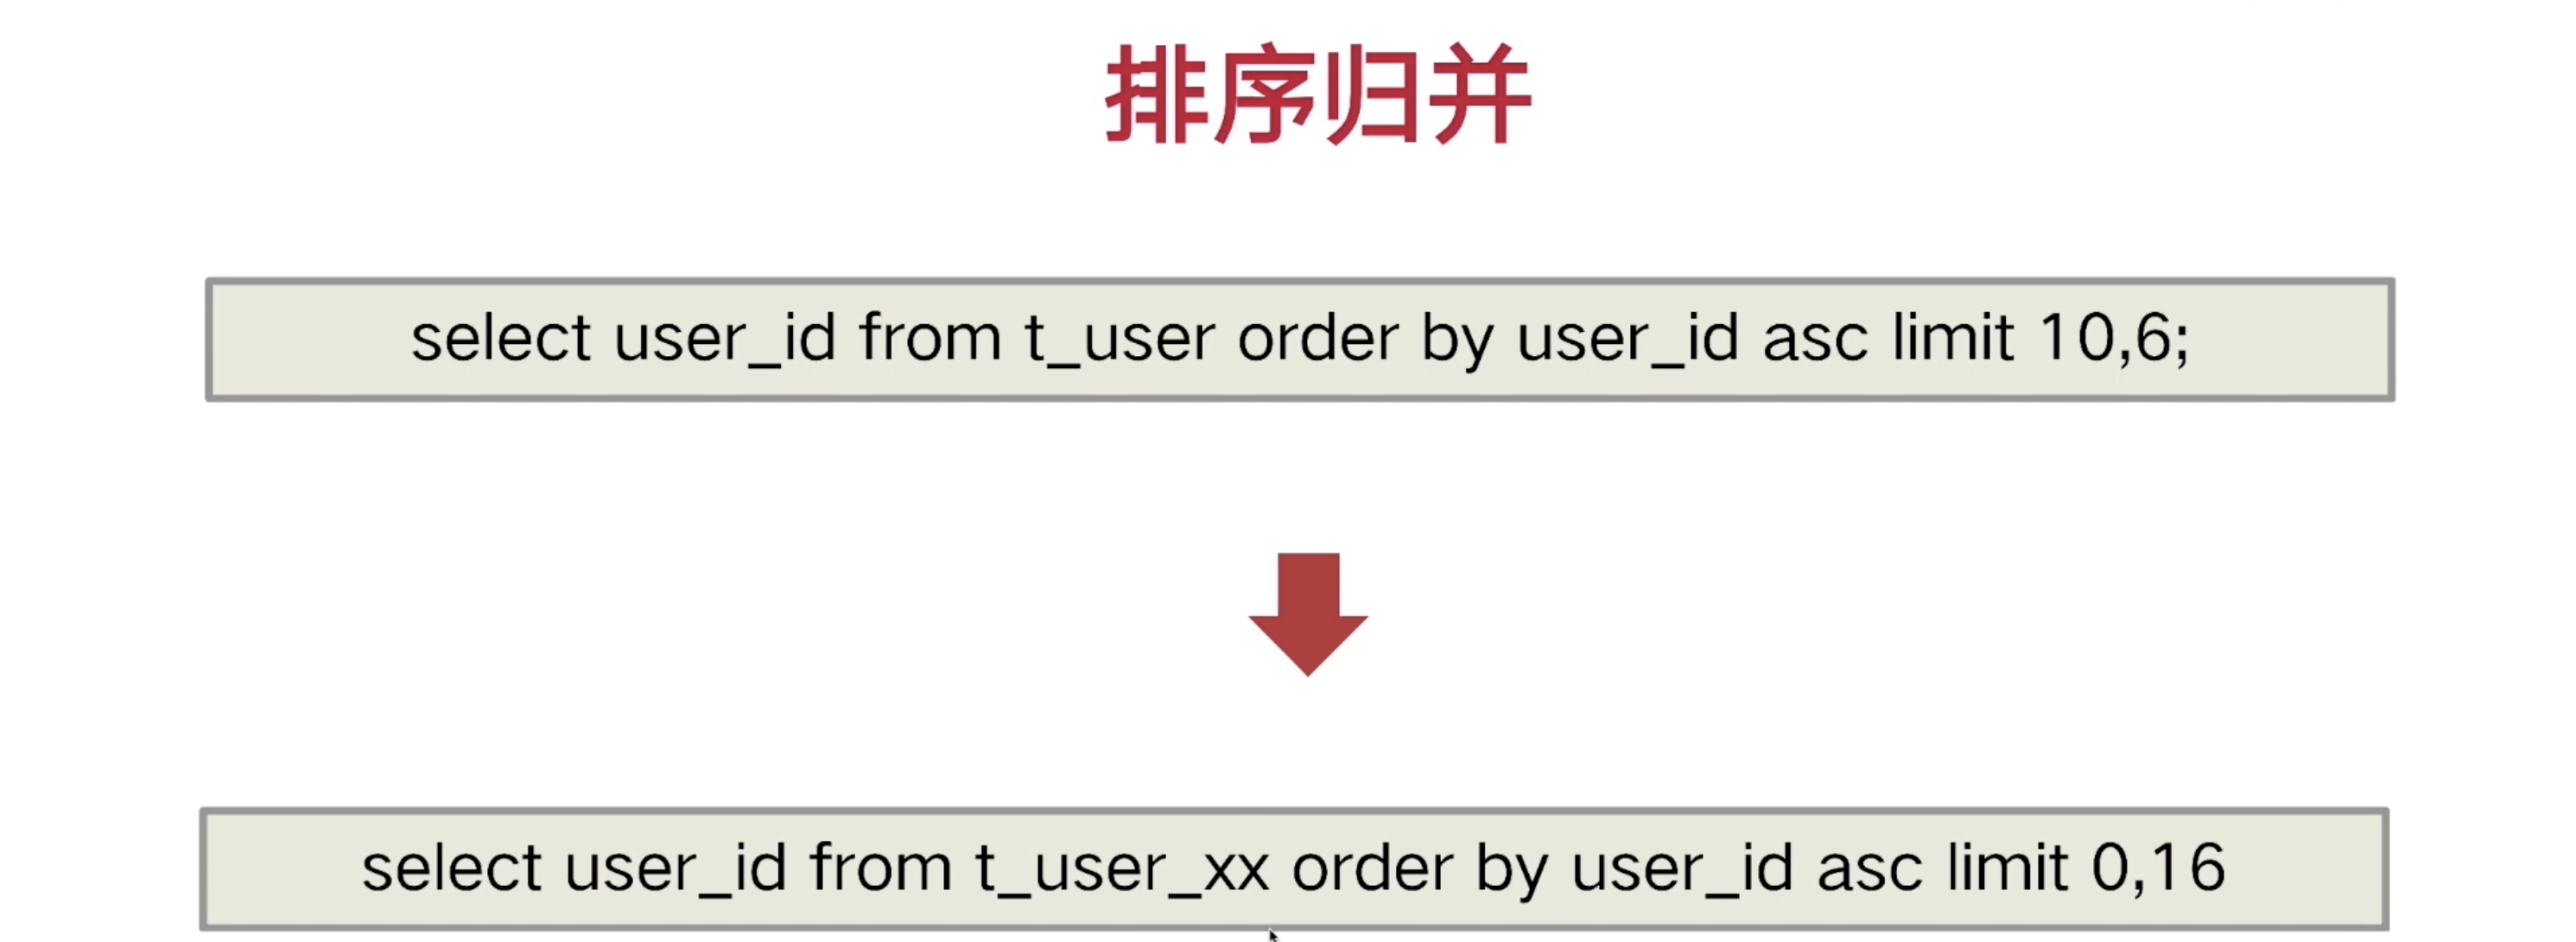 排序归并
select user_id from t_user order by user_id asc limit 10,6;
select user_id from t_user_xx order by user_id asc limit 0,16